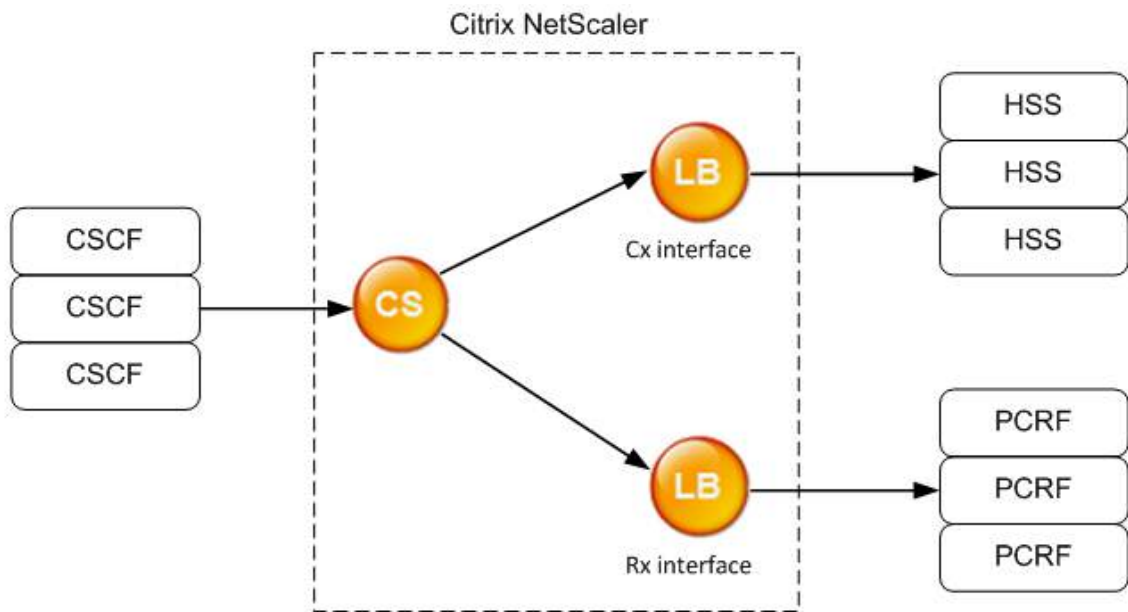 Citrix NetScaler
CSCF
CSCF
CSCF
CS
LB
Cx interface
LB
Rx interface
HSS
HSS
HSS
PCRF
PCRF
PCRF